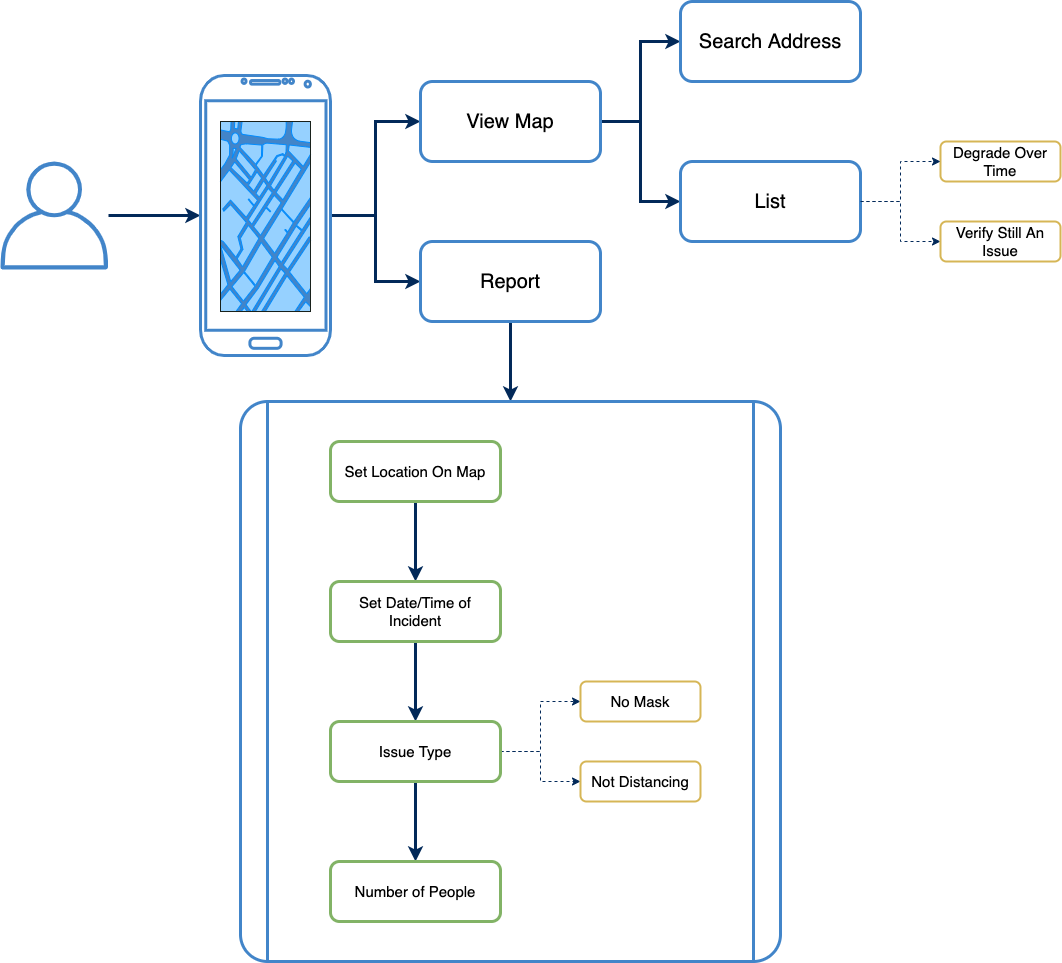 Search Address
View Map
List
Degrade Over
Time
Verify Still An
Issue
Report
Set Location On Map
Set Date/Time of
Incident
Issue Type
No Mask
Not Distancing
Number of People